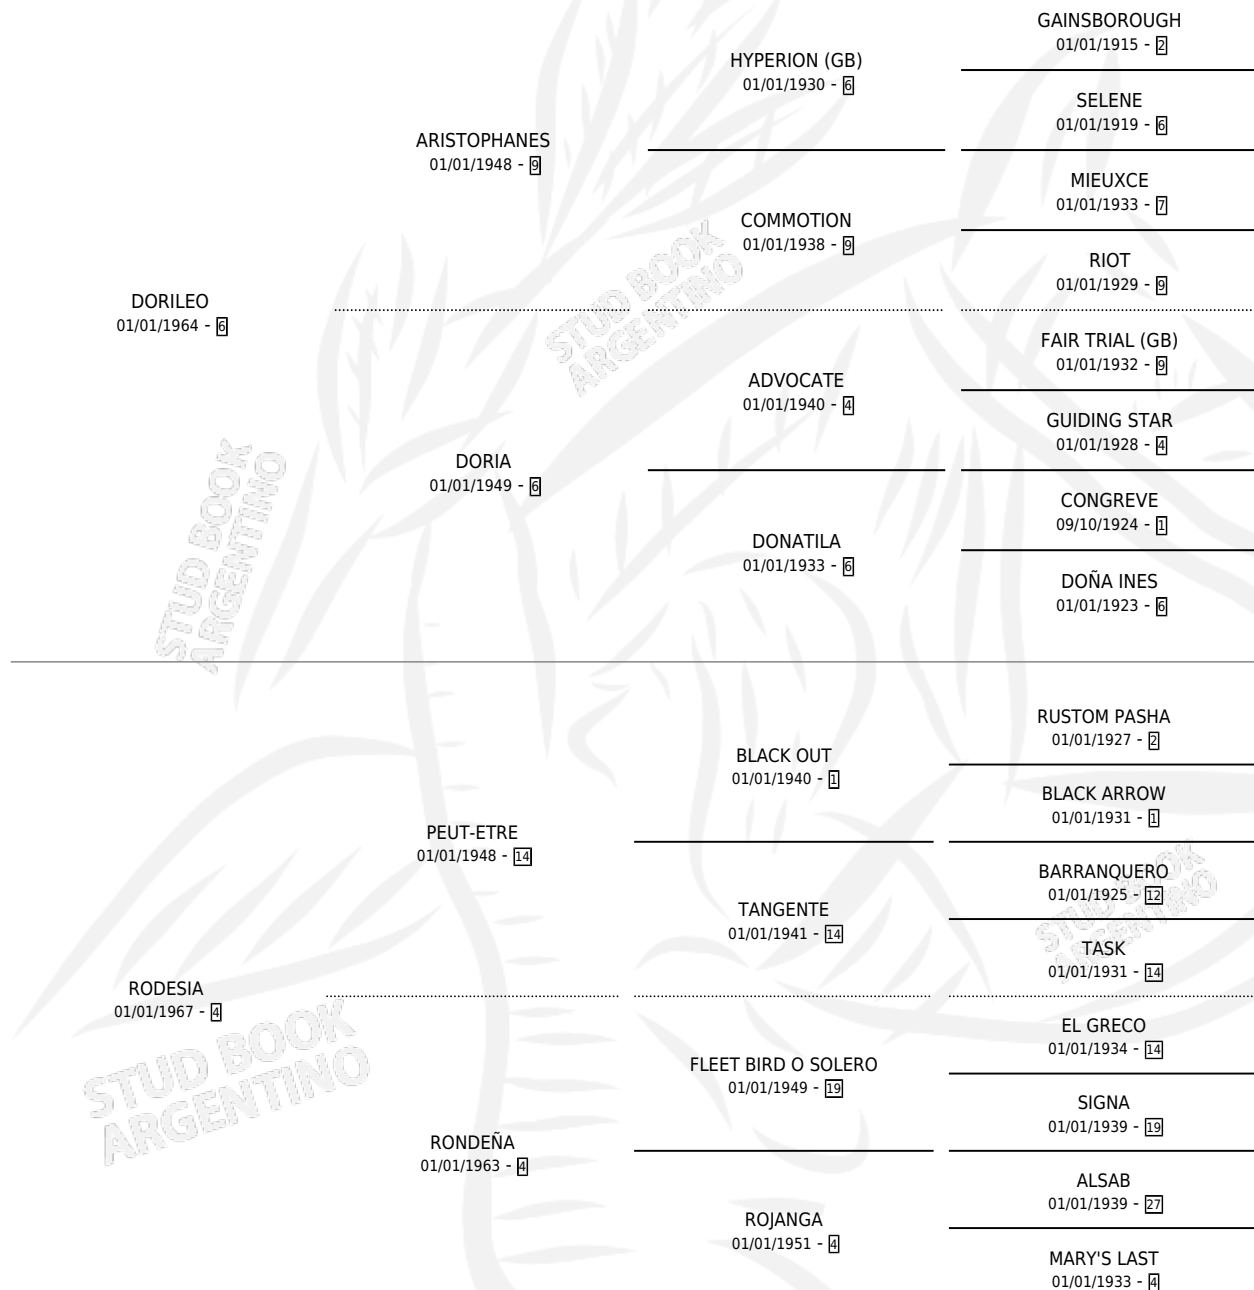 GAINSBOROUGH
01/01/1915 - 2
HYPERION (GB)
01/01/1930 - 6
SELENE
01/01/1919 - 6
ARISTOPHANES
01/01/1948 - 9
MIEUXCE
01/01/1933 - 7
COMMOTION
01/01/1938 - 9
RIOT
01/01/1929 - 9
DORILEO
01/01/1964 - 6
FAIR TRIAL (GB)
01/01/1932 - 9
ADVOCATE
01/01/1940 - 4
GUIDING STAR
01/01/1928 - 4
DORIA
01/01/1949 - 6
CONGREVE
09/10/1924 - 1
DONATILA
01/01/1933 - 6
DOÑA INES
01/01/1923 - 6
RUSTOM PASHA
01/01/1927 - 2
BLACK OUT
01/01/1940 - 1
BLACK ARROW
01/01/1931 - 1
PEUT-ETRE
01/01/1948 - 14
BARRANQUERO
01/01/1925 - 12
TANGENTE
01/01/1941 - 14
TASK
01/01/1931 - 14
RODESIA
01/01/1967 - 4
EL GRECO
01/01/1934 - 14
FLEET BIRD O SOLERO
01/01/1949 - 19
SIGNA
01/01/1939 - 19
RONDEÑA
01/01/1963 - 4
ALSAB
01/01/1939 - 27
ROJANGA
01/01/1951 - 4
MARY'S LAST
01/01/1933 - 4
STUD BOOK
ARGENTINO
STUD BOOK
ARGENTINO
STUD BOOK
ARGENTINO
STUD BOOK
ARGENTINO